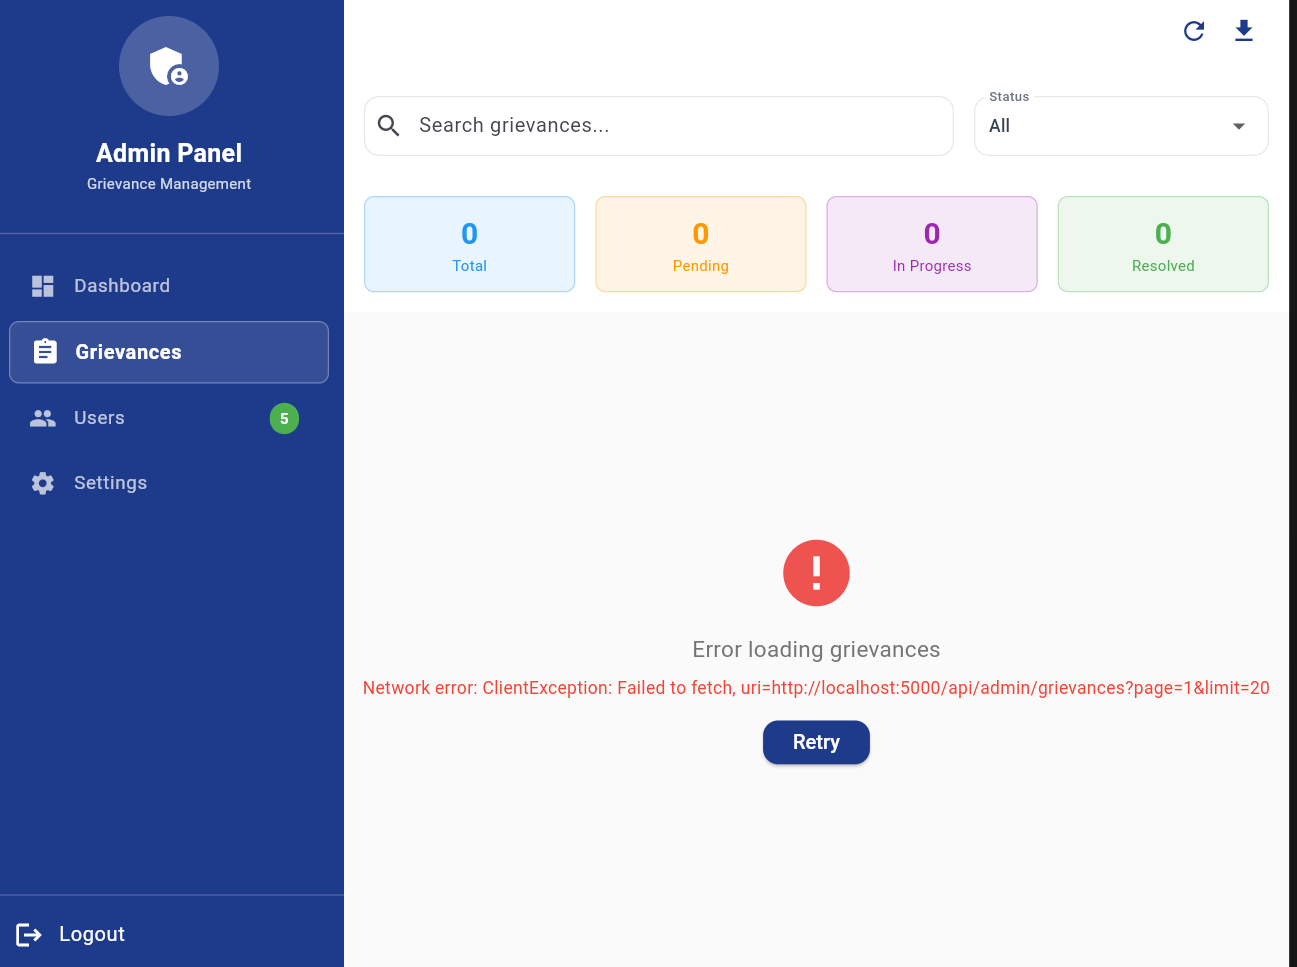 Admin Panel
Grievance Management
Dashboard
Grievances
Users
5
Settings
Logout
Search grievances...
Status
All
0
Total
0
Pending
0
In Progress
0
Resolved
Error loading grievances
Network error: ClientException: Failed to fetch, uri=http://localhost:5000/api/admin/grievances?page=1&limit=20
Retry